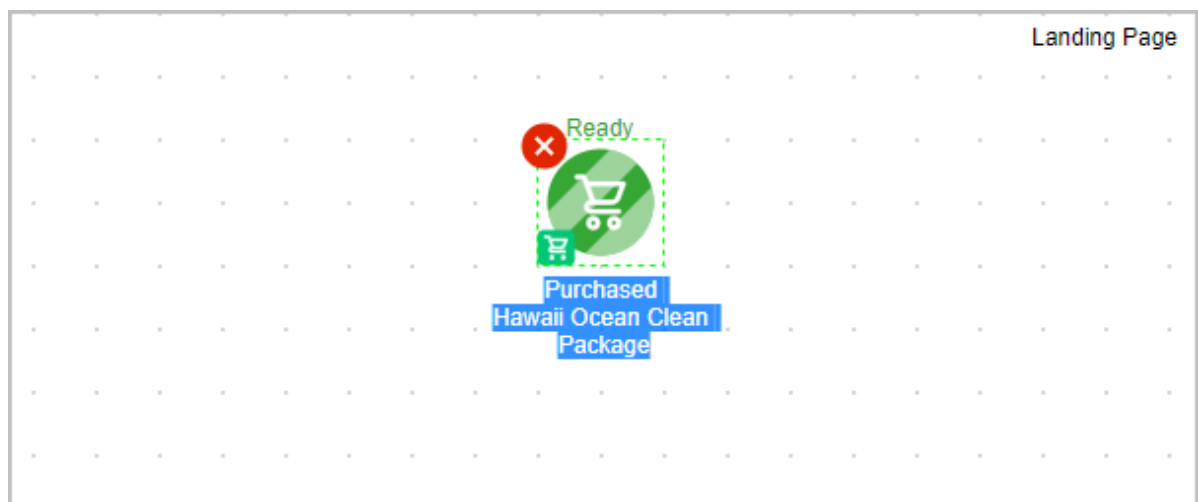 Landing Page
Ready
Purchased
Hawaii Ocean Clean
Package